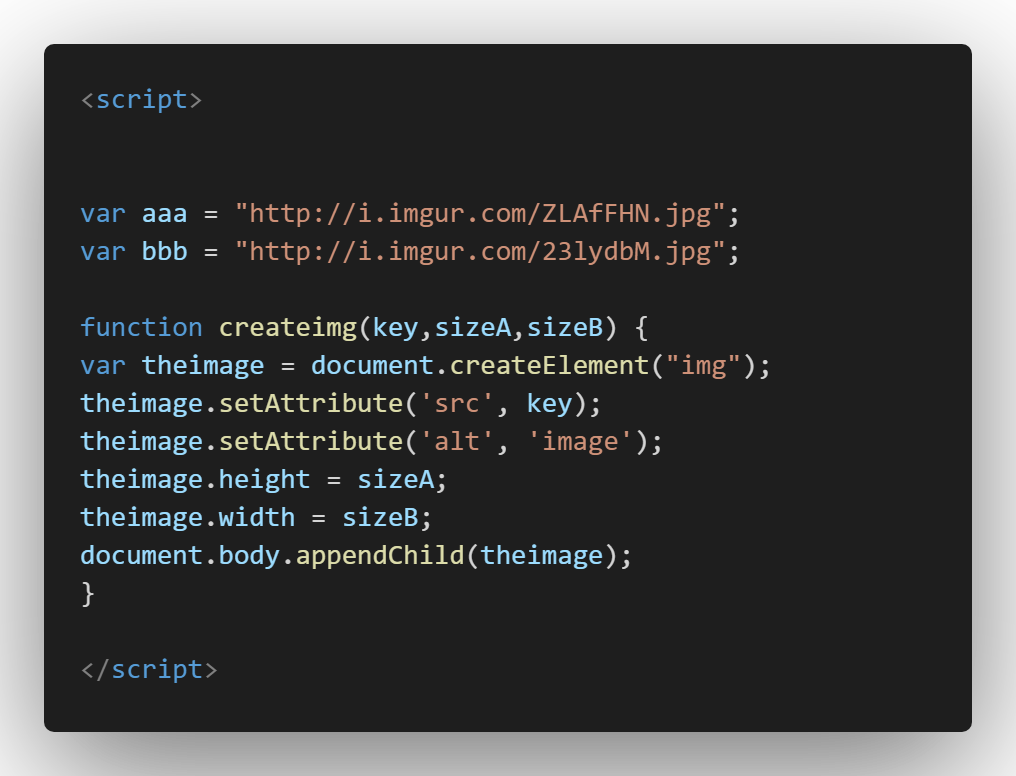 <script>
var aaa = "http://i.imgur.com/ZLAfFHN.jpg";
var bbb = "http://i.imgur.com/23lydbM.jpg";
function createimg(key,sizeA,sizeB) {
var theimage = document.createElement("img");
theimage.setAttribute('src', key);
theimage.setAttribute('alt', 'image');
theimage.height = sizeA;
theimage.width = sizeB;
document.body.appendChild(theimage);
}
</script>